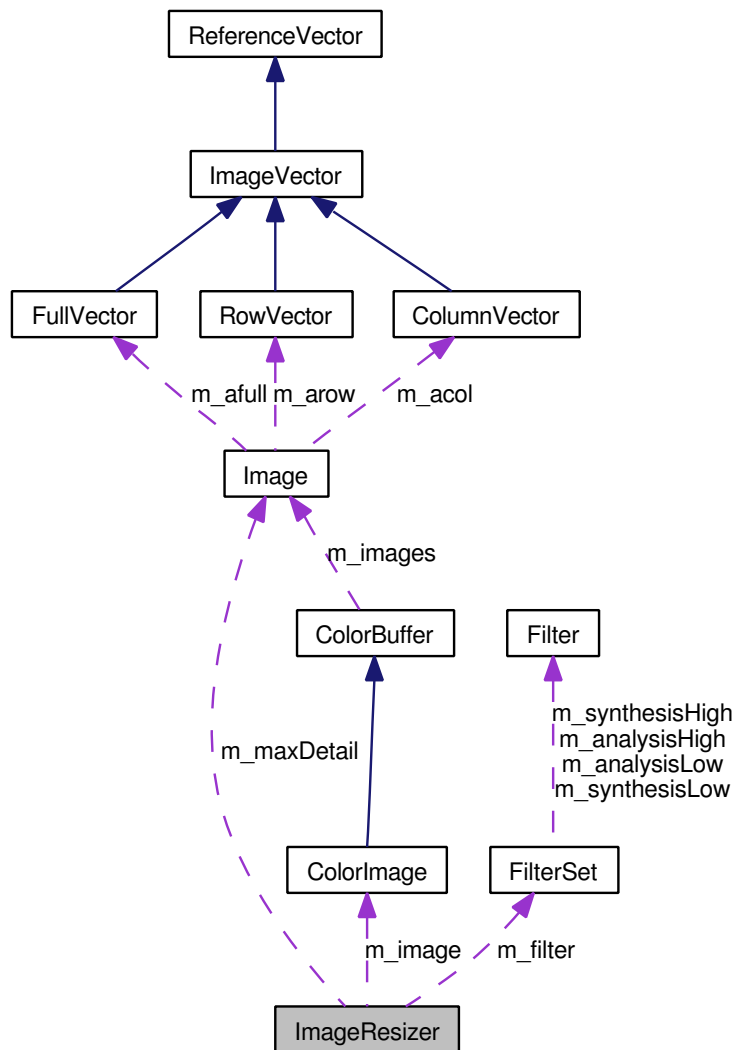 ReferenceVector
ImageVector
FullVector
RowVector
ColumnVector
m_afull
m_arow
m_acol
Image
m_images
ColorBuffer
Filter
m_synthesisHigh
m_analysisHigh
m_analysisLow
m_synthesisLow
m_maxDetail
ColorImage
FilterSet
m_image
m_filter
ImageResizer